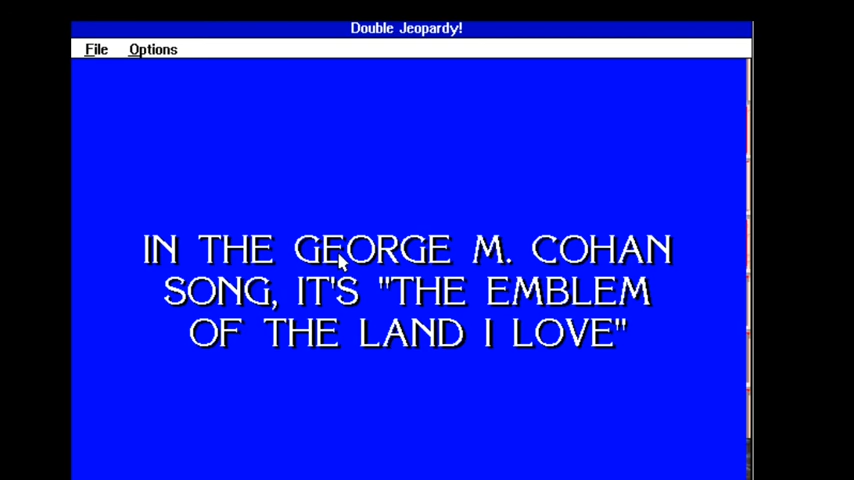 Double Jeopardy!
File Options
IN THE GEORGE M. COHAN
SONG, IT'S "THE EMBLEM
OF THE LAND I LOVE"